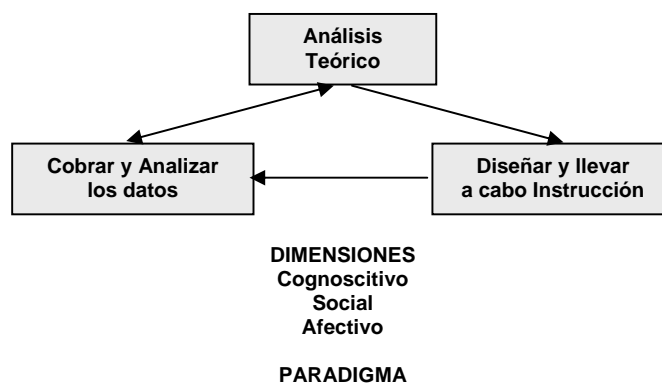 Análisis
Teórico
Cobrar y Analizar
los datos
Diseñar y llevar
a cabo Instrucción
DIMENSIONES
Cognoscitivo
Social
Afectivo
PARADIGMA